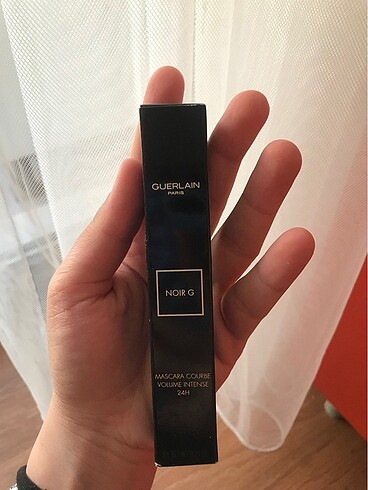 GUERLAIN
PARIS
NOIR G
MASCARA COURBE
VOLUME INTENSE
24H